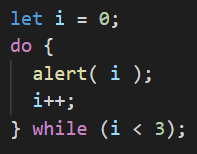 let i = 0;
do {
  alert( i );
  i++;
} while (i < 3);